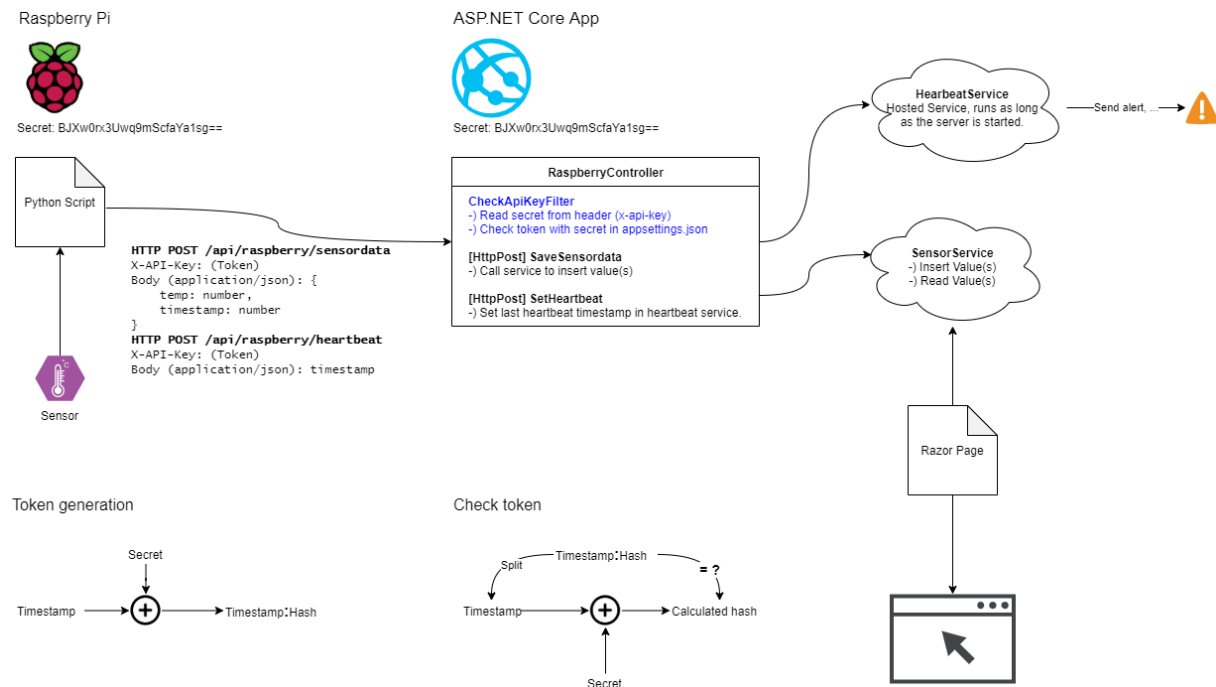 Raspberry Pi
ASP.NET Core App
Secret: BJXw0rx3Uwq9mScfaYa1sg==
Secret: BJXw0rx3Uwq9mScfaYa1sg==
HearbeatService
Hosted Service, runs as long
as the server is started.
Send alert, ...
Python Script
RaspberryController
CheckApiKeyFilter
-) Read secret from header (x-api-key)
-) Check token with secret in appsettings.json
[HttpPost] SaveSensordata
-) Call service to insert value(s)
[HttpPost] SetHeartbeat
-) Set last heartbeat timestamp in heartbeat service.
HTTP POST /api/raspberry/sensordata
X-API-Key: (Token)
Body (application/json): {
temp: number,
timestamp: number
}
HTTP POST /api/raspberry/heartbeat
X-API-Key: (Token)
Body (application/json): timestamp
SensorService
-) Insert Value(s)
-) Read Value(s)
°C
Sensor
Razor Page
Token generation
Secret
Timestamp
Timestamp:Hash
Check token
Timestamp:Hash
Split
= ?
Timestamp
Calculated hash
Secret